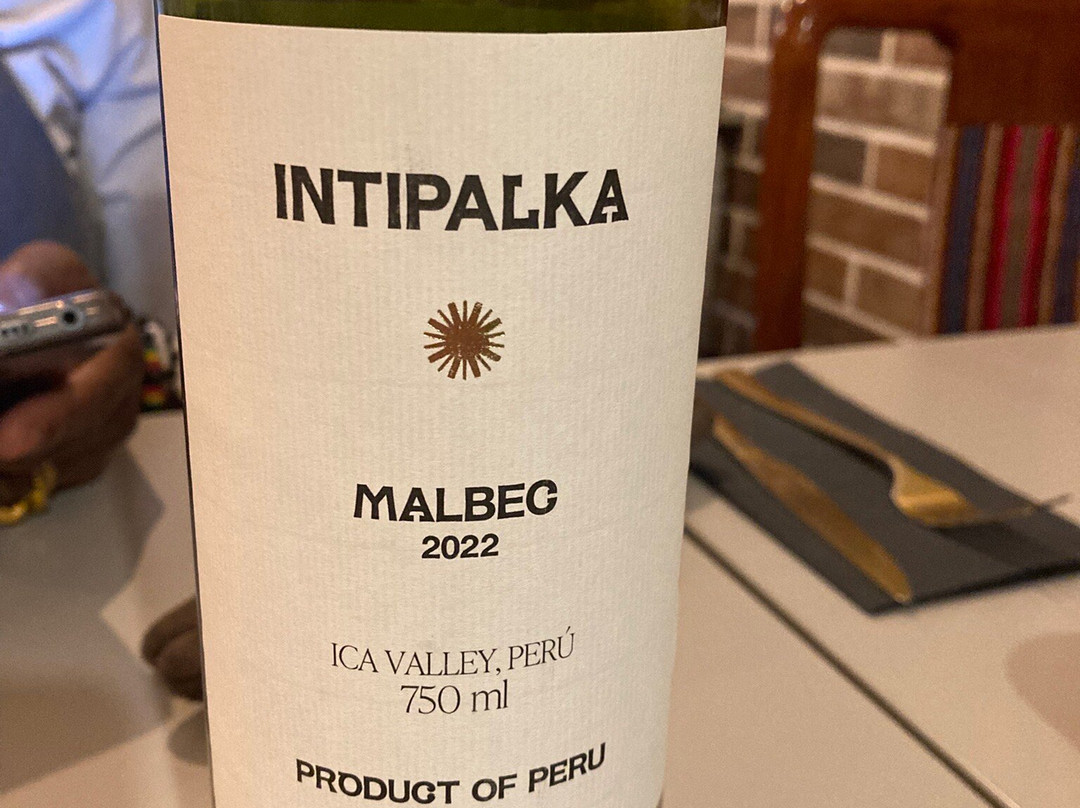 INTIPALKA
MALBEC
2022
ICA VALLEY, PERÚ
750 ml
PRODUCT OF PERU